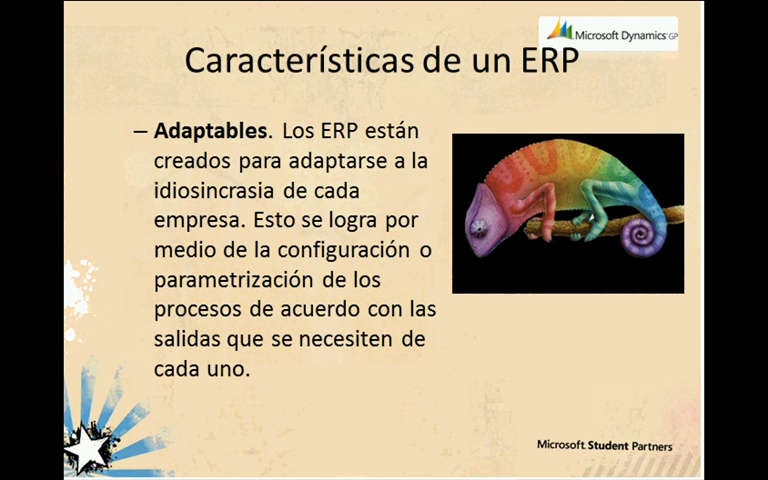 Microsoft Dynamics GP
Características de un ERP
– Adaptables. Los ERP están
creados para adaptarse a la
idiosincrasia de cada
empresa. Esto se logra por
medio de la configuración o
parametrización de los
procesos de acuerdo con las
salidas que se necesiten de
cada uno.
Microsoft Student Partners